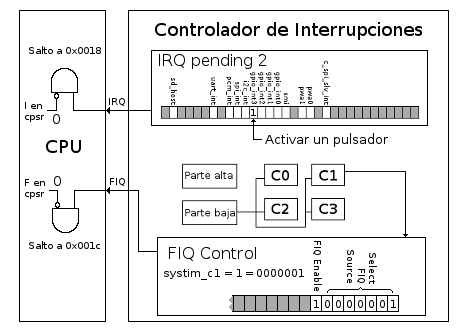 Controlador de Interrupciones
CPU
Salto a 0x0018
I en
cpsr
0
IRQ
F en
cpsr
0
FIQ
Salto a 0x001c
IRQ pending 2
sd_host
uart_int
pcm_int
spi_int
i2c_int
gpio_int3
gpio_int2
gpio_int1
gpio_int0
smi
pwa1
pwa0
c_spi_slv_int
1
Activar un pulsador
Parte alta
Parte baja
C0
C1
C2
C3
FIQ Control
systim_c1 = 1 = 0000001
FIQ Enable
Source
FIQ
Select
1 0 0 0 0 0 0 1